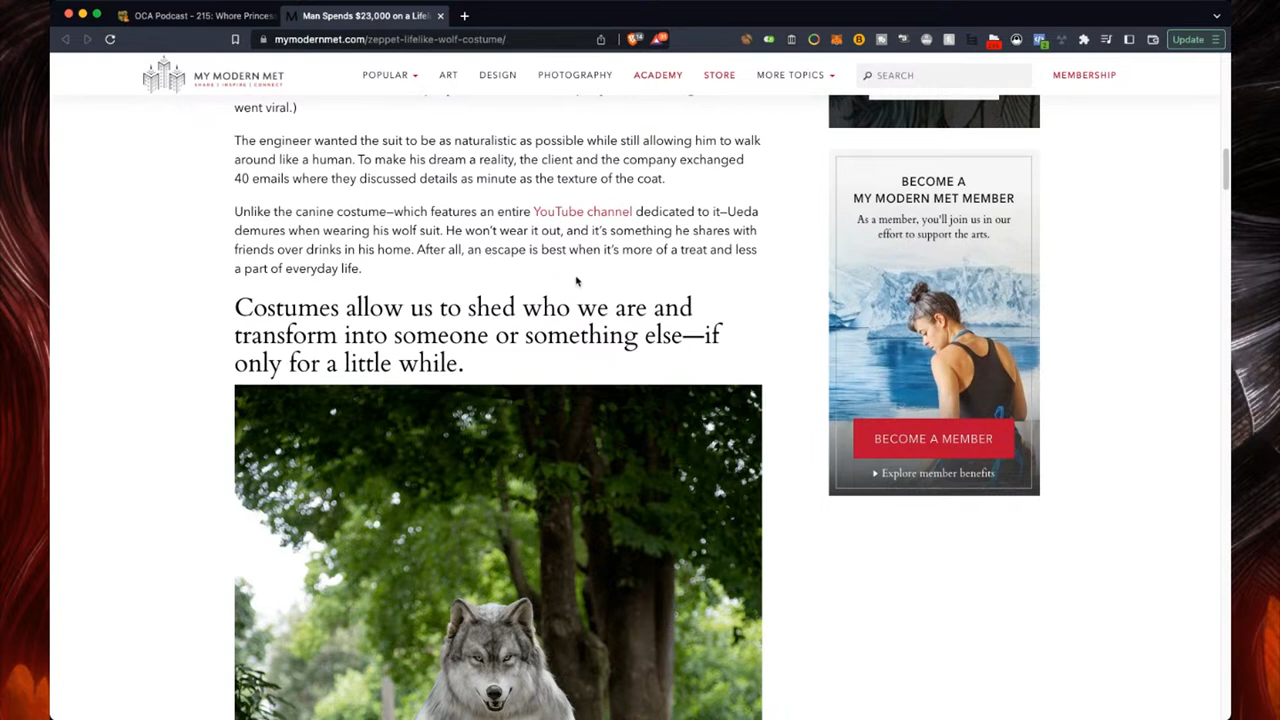 OCA Podcast - 215: Whore Princes
Man Spends $23,000 on a Lifel
mymodernmet.com/zeppet-lifelike-wolf-costume/
Update
MY MODERN MET
SHARE | INSPIRE | CONNECT
POPULAR
ART
DESIGN
PHOTOGRAPHY
ACADEMY
STORE
MORE TOPICS
SEARCH
MEMBERSHIP
went viral.)
The engineer wanted the suit to be as naturalistic as possible while still allowing him to walk
around like a human. To make his dream a reality, the client and the company exchanged
40 emails where they discussed details as minute as the texture of the coat.
Unlike the canine costume—which features an entire YouTube channel dedicated to it—Ueda
demures when wearing his wolf suit. He won't wear it out, and it's something he shares with
friends over drinks in his home. After all, an escape is best when it's more of a treat and less
a part of everyday life.
Costumes allow us to shed who we are and
transform into someone or something else—if
only for a little while.
BECOME A
MY MODERN MET MEMBER
As a member, you'll join us in our
effort to support the arts.
BECOME A MEMBER
Explore member benefits